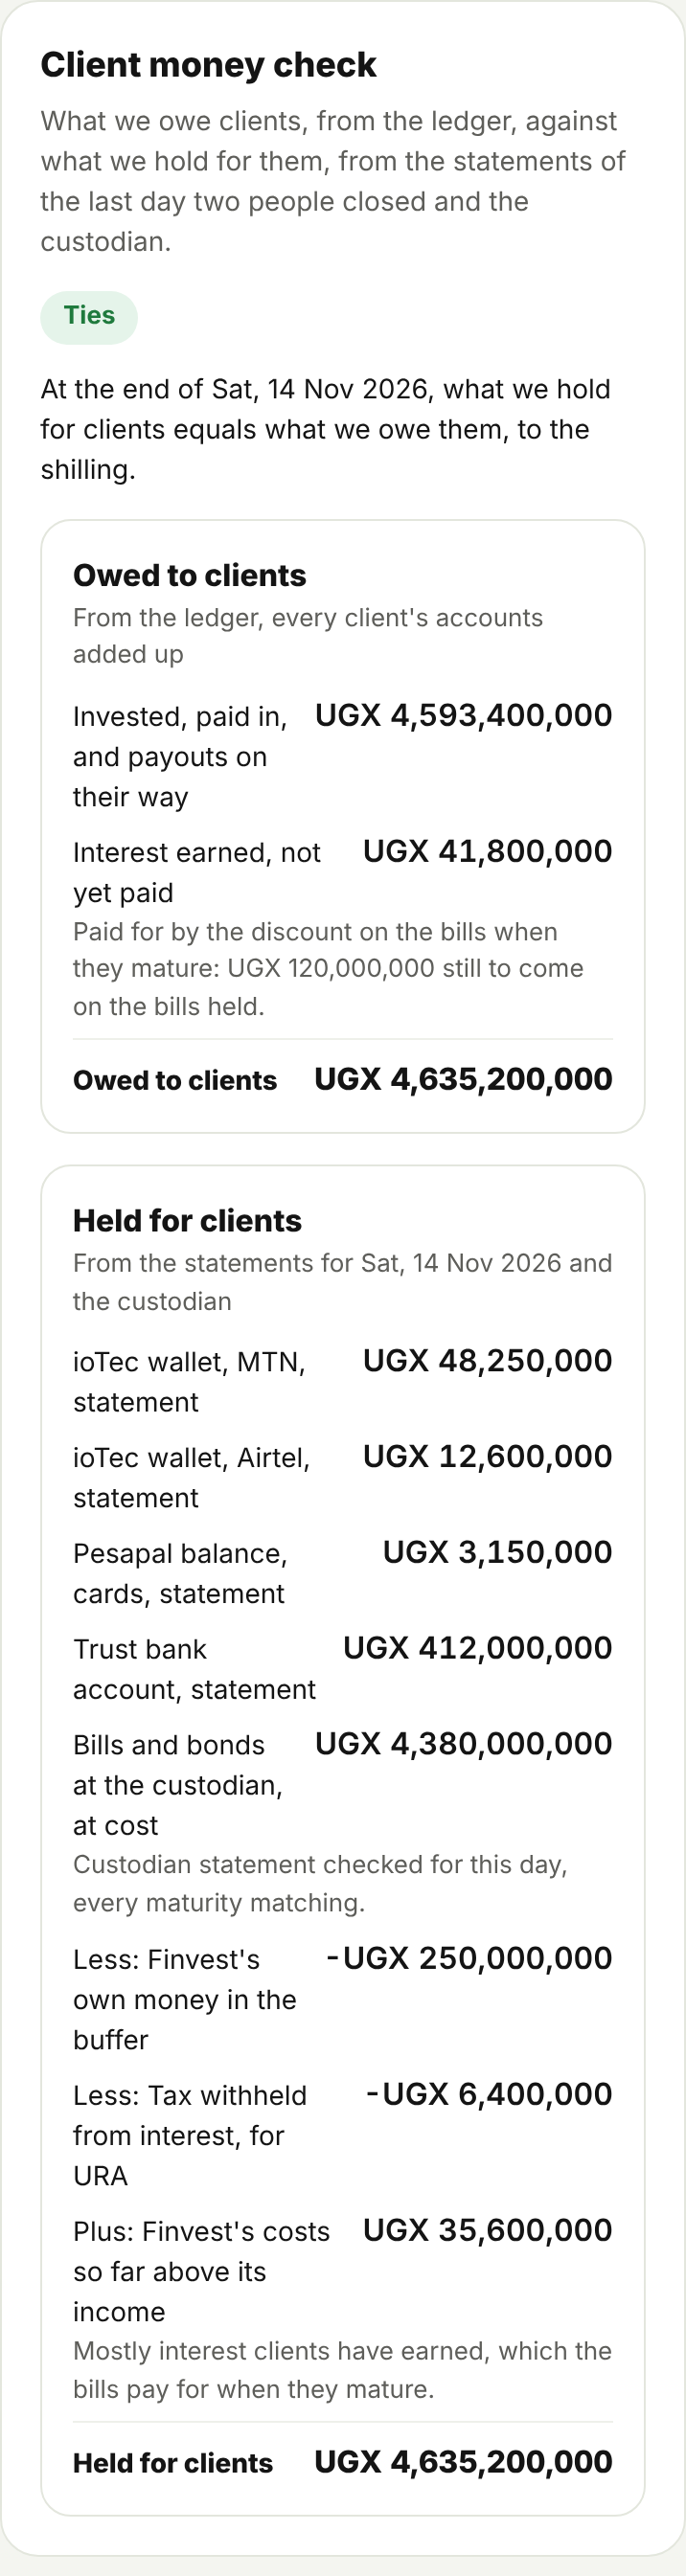 Client money check
What we owe clients, from the ledger, against
what we hold for them, from the statements of
the last day two people closed and the
custodian.
Ties
At the end of Sat, 14 Nov 2026, what we hold
for clients equals what we owe them, to the
shilling.
Owed to clients
From the ledger, every client's accounts
added up
Invested, paid in, UGX 4,593,400,000
and payouts on
their way
Interest earned, not UGX 41,800,000
yet paid
Paid for by the discount on the bills when
they mature: UGX 120,000,000 still to come
on the bills held.
Owed to clients UGX 4,635,200,000
Held for clients
From the statements for Sat, 14 Nov 2026 and
the custodian
ioTec wallet, MTN, UGX 48,250,000
statement
ioTec wallet, Airtel, UGX 12,600,000
statement
Pesapal balance, UGX 3,150,000
cards, statement
Trust bank UGX 412,000,000
account, statement
Bills and bonds UGX 4,380,000,000
at the custodian,
at cost
Custodian statement checked for this day,
every maturity matching.
Less: Finvest's -UGX 250,000,000
own money in the
buffer
Less: Tax withheld -UGX 6,400,000
from interest, for
URA
Plus: Finvest's costs UGX 35,600,000
so far above its
income
Mostly interest clients have earned, which the
bills pay for when they mature.
Held for clients UGX 4,635,200,000